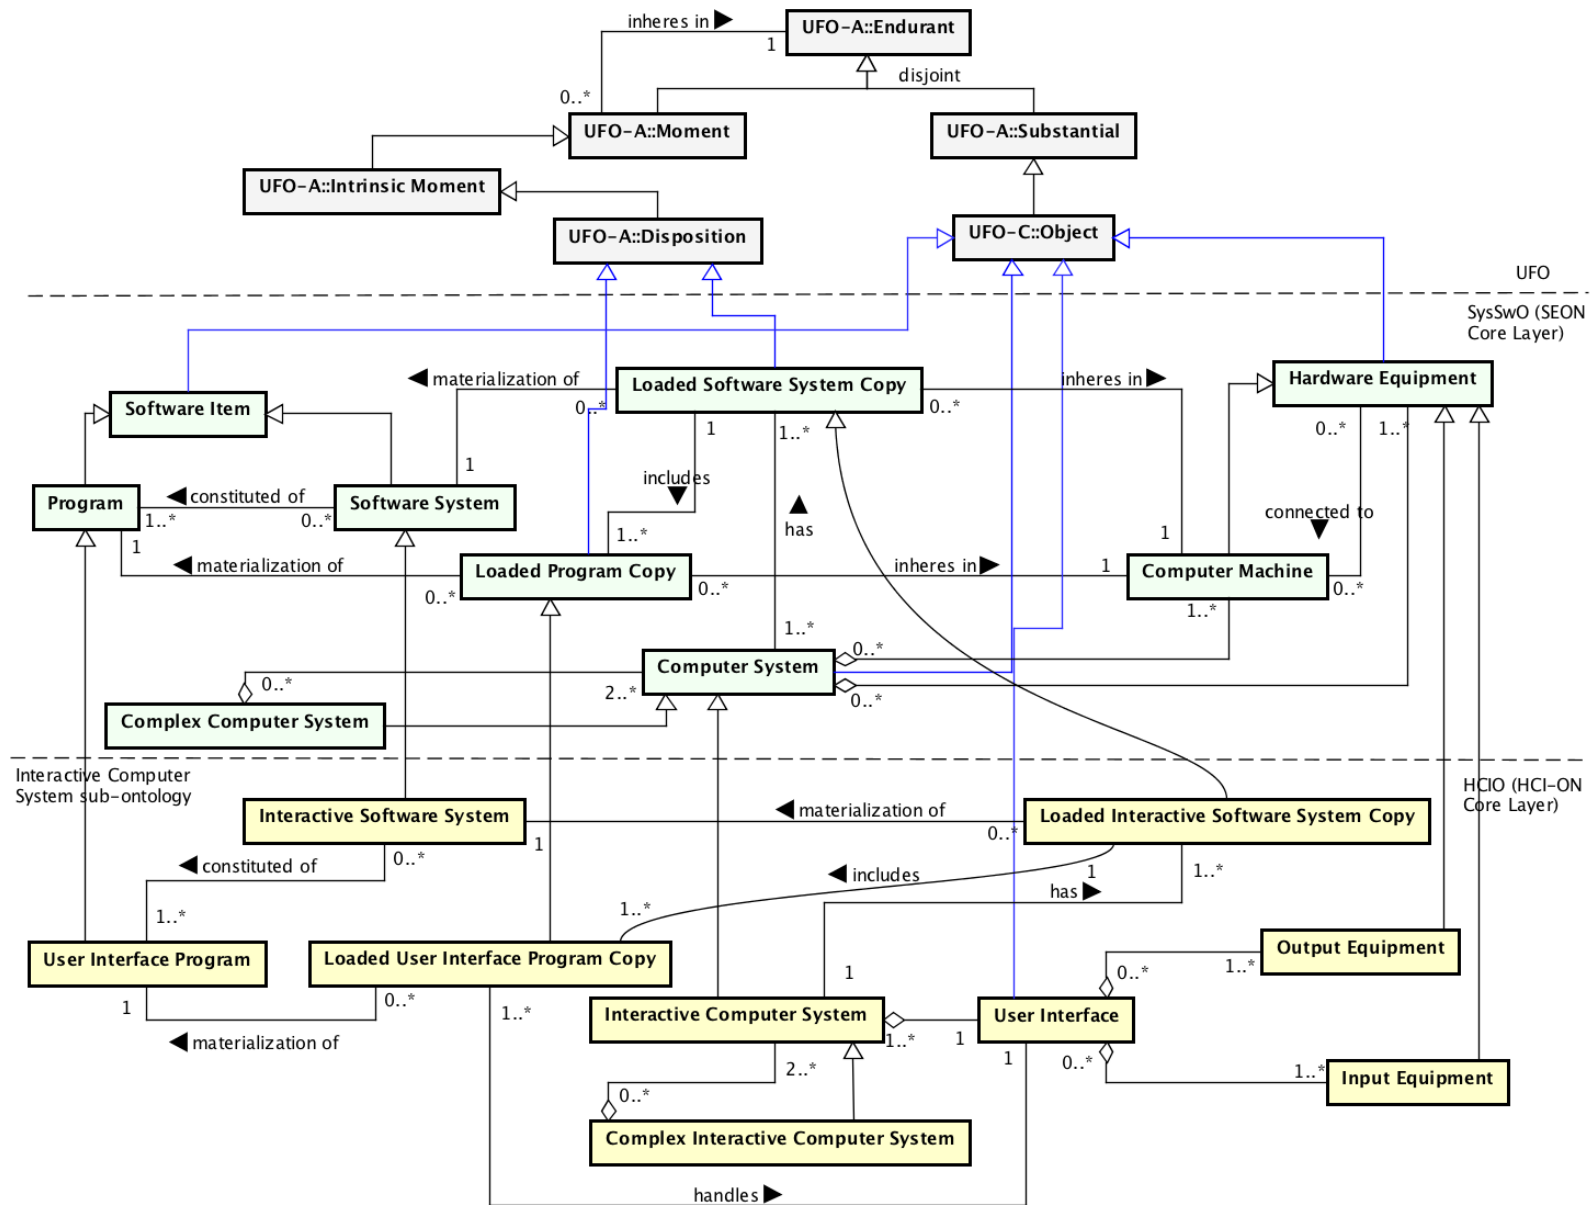 inheres in
UFO-A::Endurant
1
disjoint
0..*
UFO-A::Moment
UFO-A::Substantial
UFO-A::Intrinsic Moment
UFO-A::Disposition
UFO-C::Object
UFO
SysSwO (SEON
Core Layer)
materialization of
Loaded Software System Copy
inheres in
Hardware Equipment
Software Item
0..*
0..*
1
1..*
0..*
1..*
1
includes
Program
constituted of
Software System
1..*
0..*
has
connected to
1
1..*
1
materialization of
Loaded Program Copy
inheres in
1
Computer Machine
0..*
0..*
0..*
1..*
1..*
0..*
Computer System
0..*
2..*
0..*
Complex Computer System
Interactive Computer
System sub-ontology
HCIO (HCI-ON
Core Layer)
Interactive Software System
materialization of
Loaded Interactive Software System Copy
1
0..*
0..*
constituted of
includes
1
1..*
has
1..*
1..*
User Interface Program
Loaded User Interface Program Copy
Output Equipment
1
0..*
1..*
1
0..*
1..*
Interactive Computer System
User Interface
materialization of
1..*
1
1
0..*
2..*
1..*
Input Equipment
0..*
Complex Interactive Computer System
handles